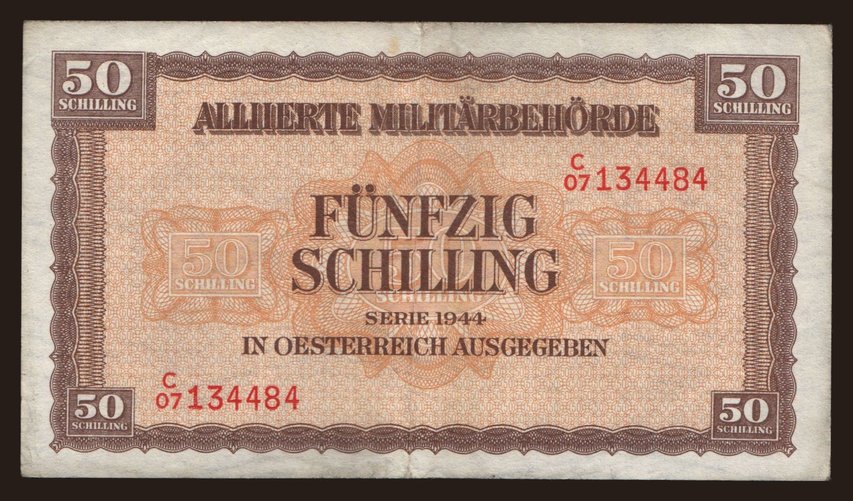 50 SCHILLING
50 SCHILLING
ALLIIERTE MILITÄRBEHÖRDE
C
07 134484
FÜNFZIG
SCHILLING
50
SCHILLING
50
SCHILLING
SCHILLING
SERIE 1944
IN OESTERREICH AUSGEGEBEN
C
07 134484
50
SCHILLING
50
SCHILLING